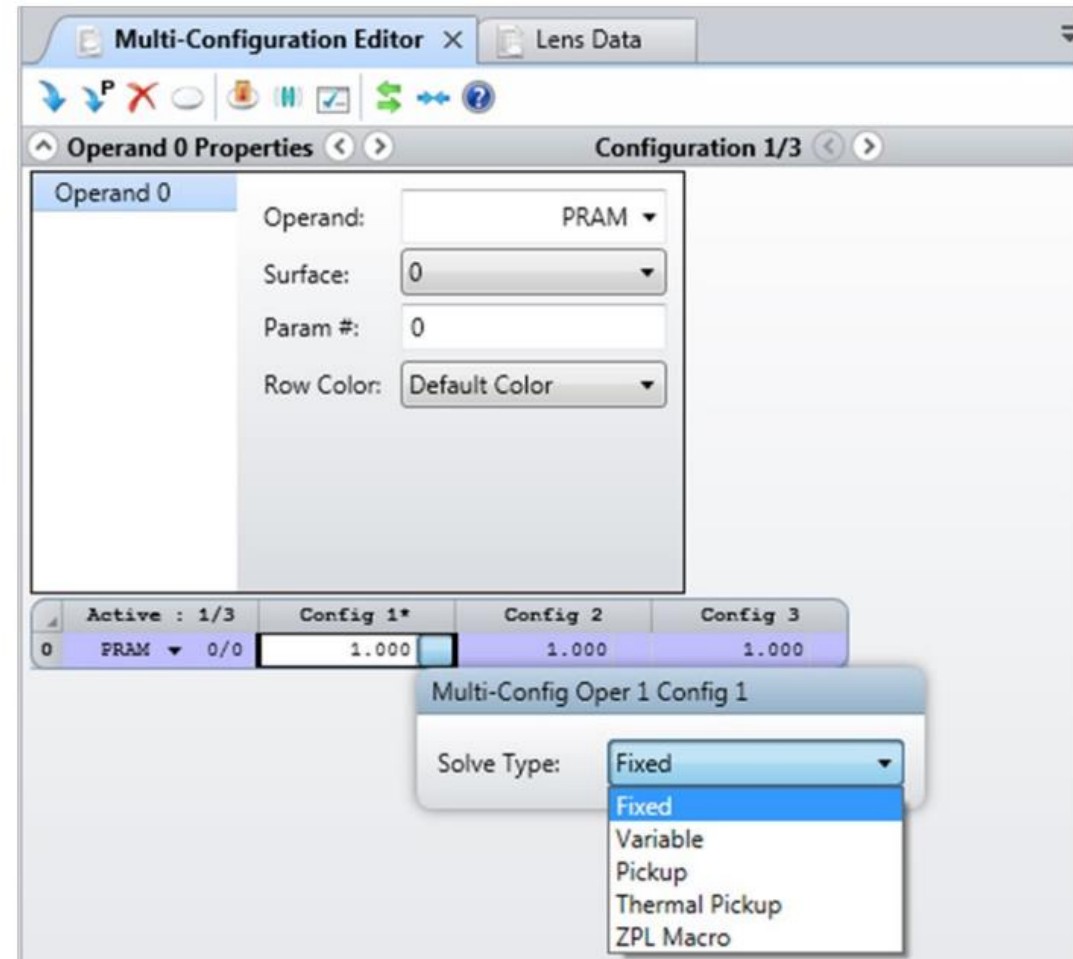 Multi-Configuration Editor × Lens Data
P
Operand 0 Properties Configuration 1/3
Operand 0
Operand: PRAM
Surface: 0
Param #: 0
Row Color: Default Color
Active : 1/3 Config 1* Config 2 Config 3
0 PRAM 0/0 1.000 1.000 1.000
Multi-Config Oper 1 Config 1
Solve Type: Fixed
Fixed
Variable
Pickup
Thermal Pickup
ZPL Macro